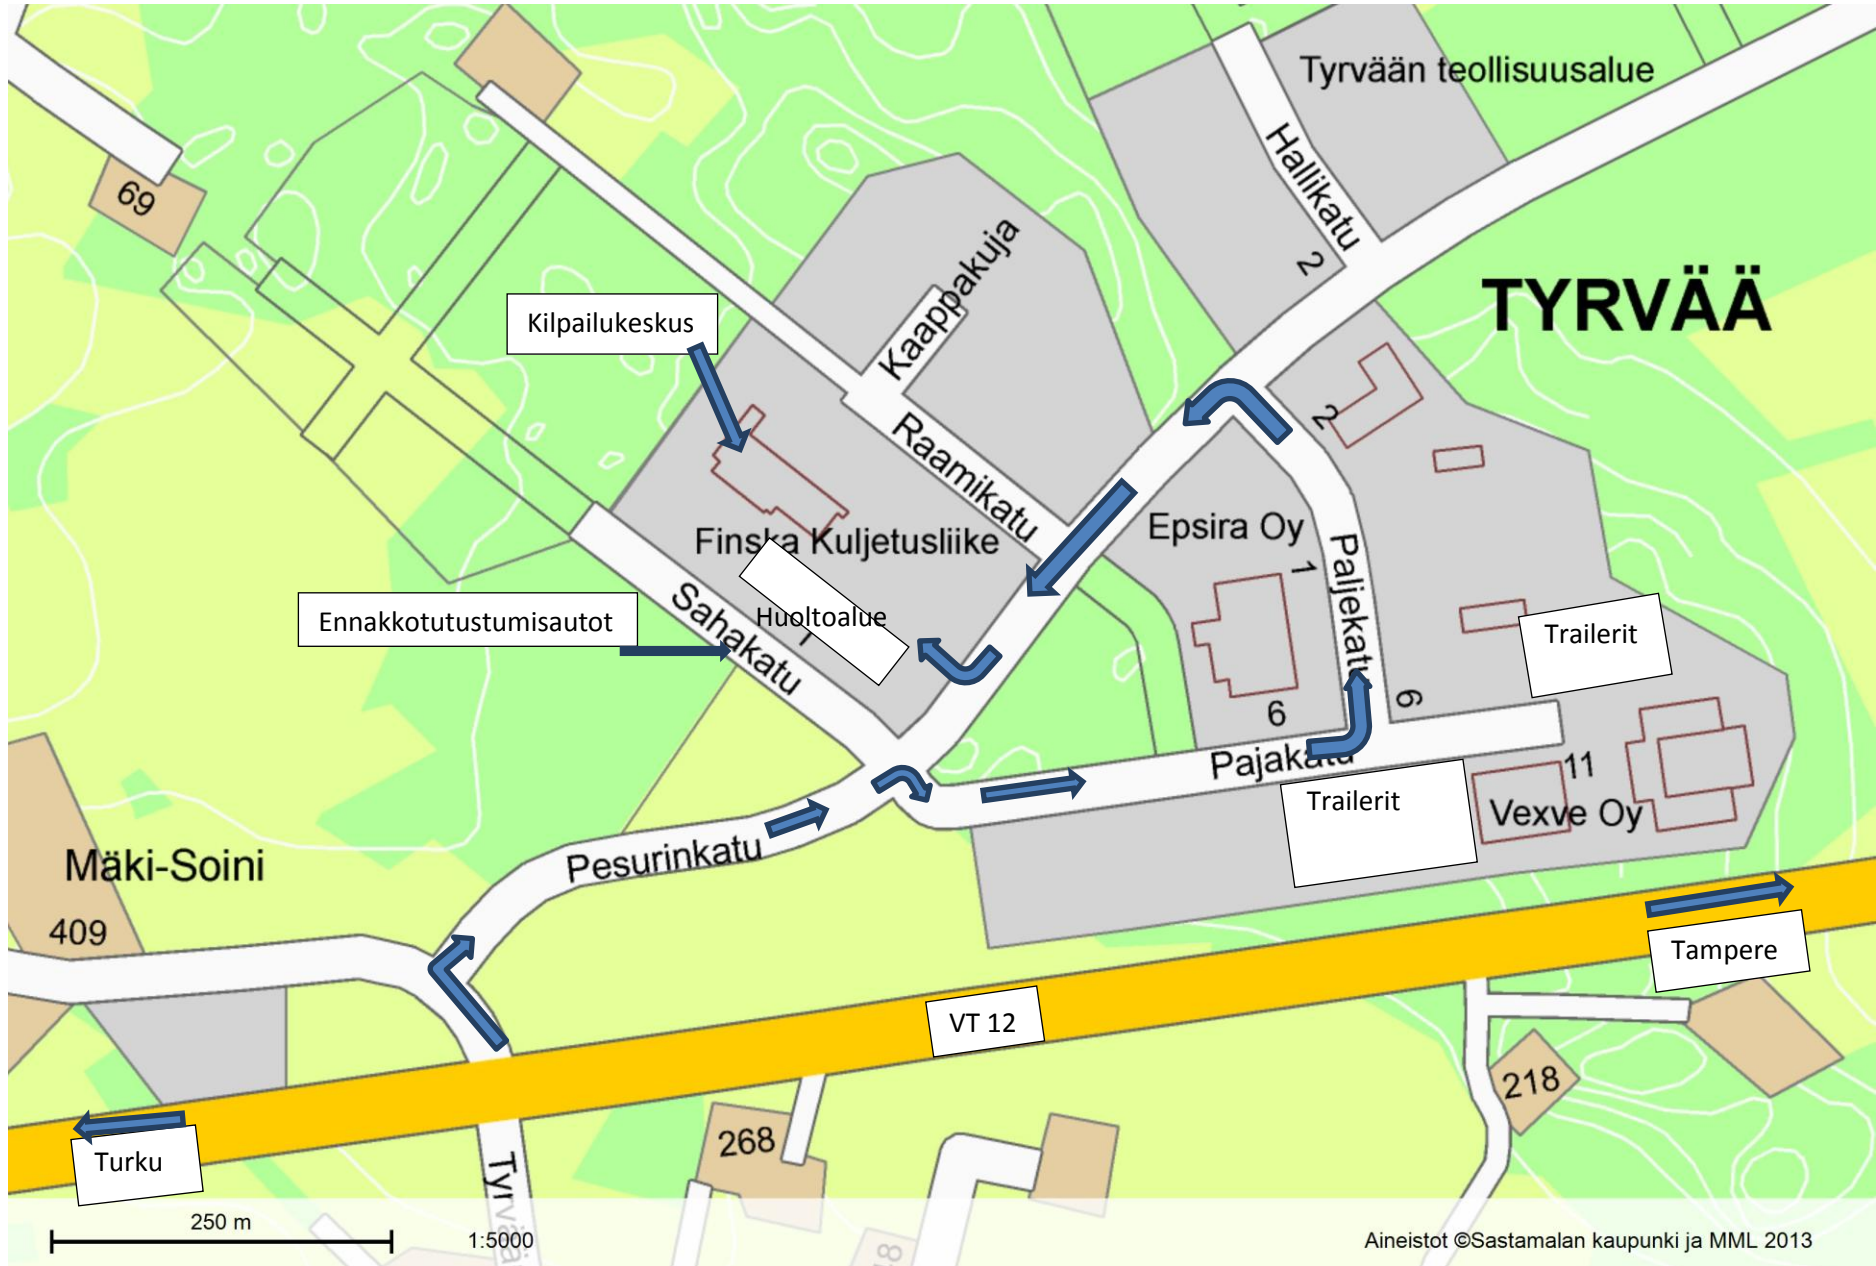 Tyrvään teollisuusalue
Hallikatu
2
69
Kaappakuja
TYRVÄÄ
Kilpailukeskus
2
Raamikatu
Finska Kuljetusliike
Epsira Oy
1
Paljekatu
Ennakkotutustumisautot
Sahakatu
Huoltoalue
1
Trailerit
6
6
Pajakatu
11
Trailerit
Vexve Oy
Pesurinkatu
Mäki-Soini
409
Tampere
VT 12
218
268
Turku
Tyrvää
250 m
1:5000
Aineistot ©Sastamalan kaupunki ja MML 2013